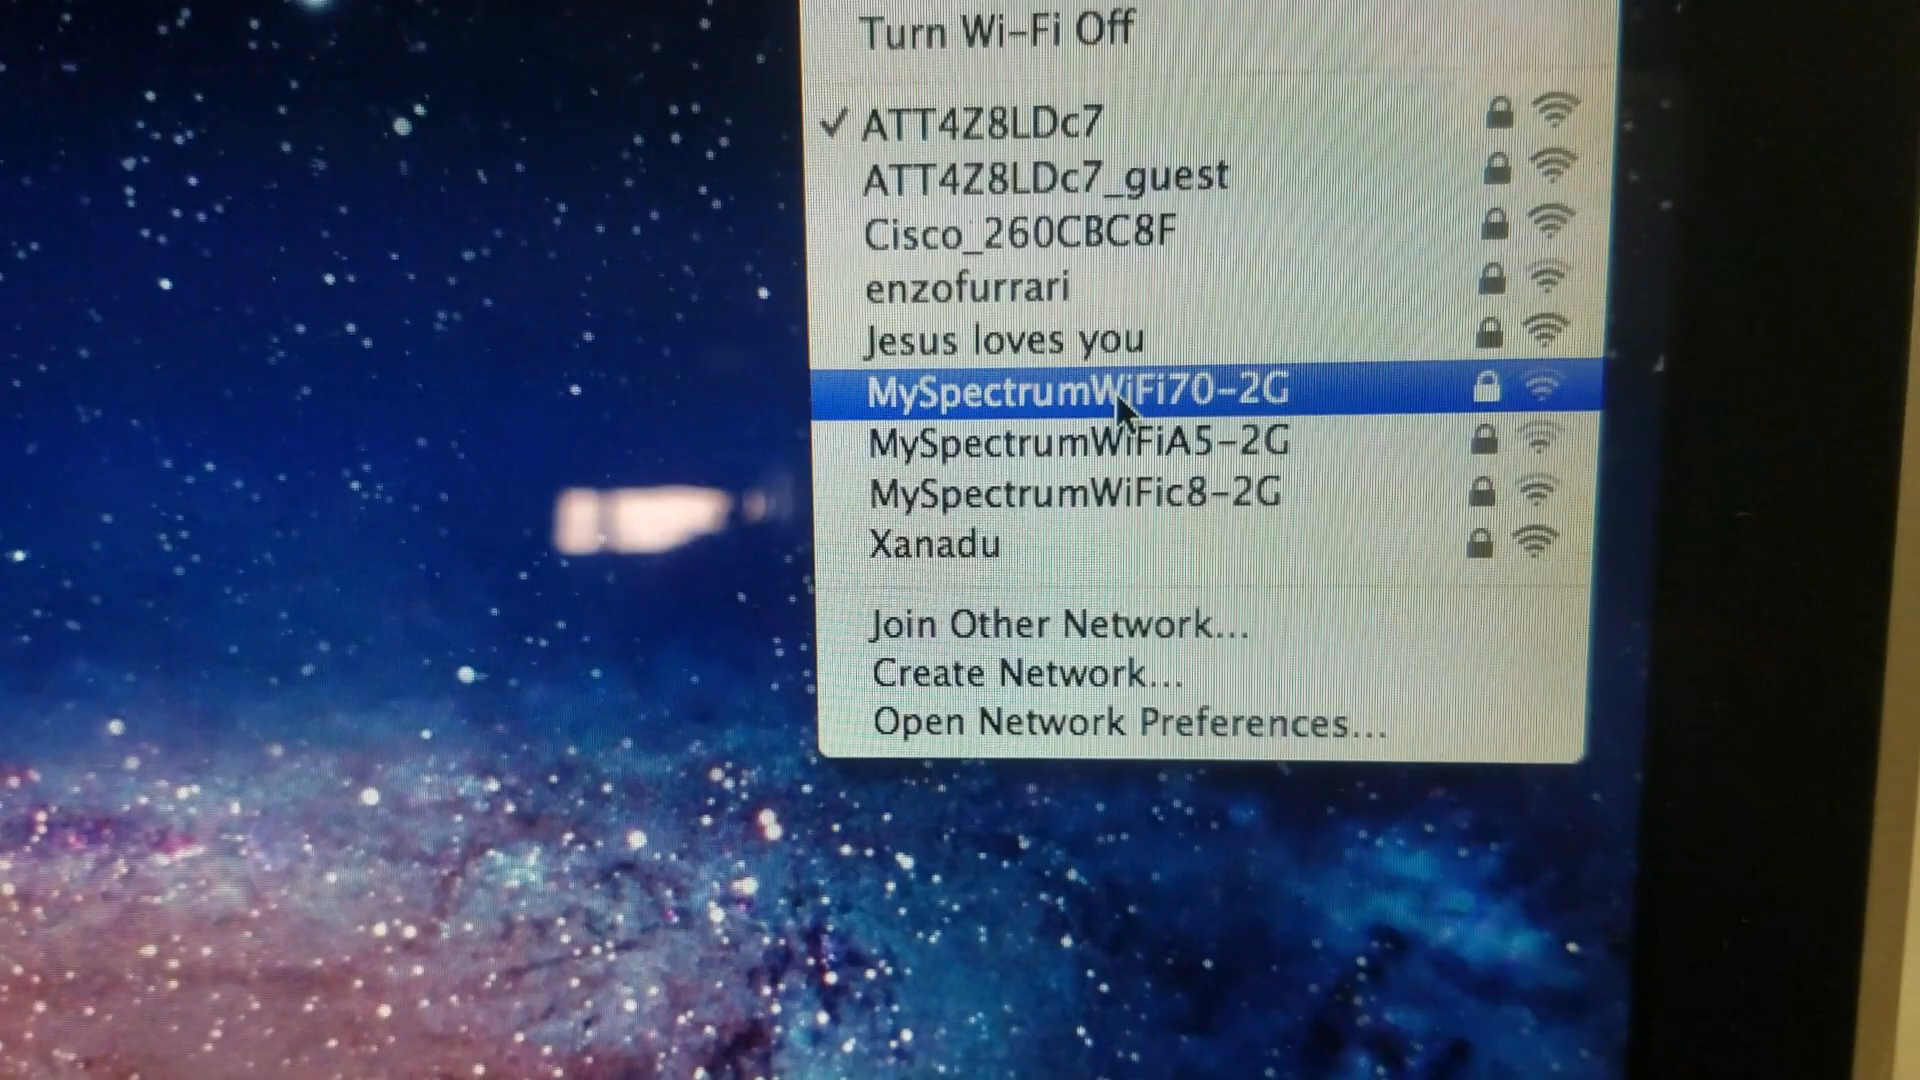 Turn Wi-Fi Off
✓ ATT4Z8LDc7
ATT4Z8LDc7_guest
Cisco_260CBC8F
enzofurrari
Jesus loves you
MySpectrumWiFi70-2G
MySpectrumWiFiA5-2G
MySpectrumWiFic8-2G
Xanadu
Join Other Network...
Create Network...
Open Network Preferences...